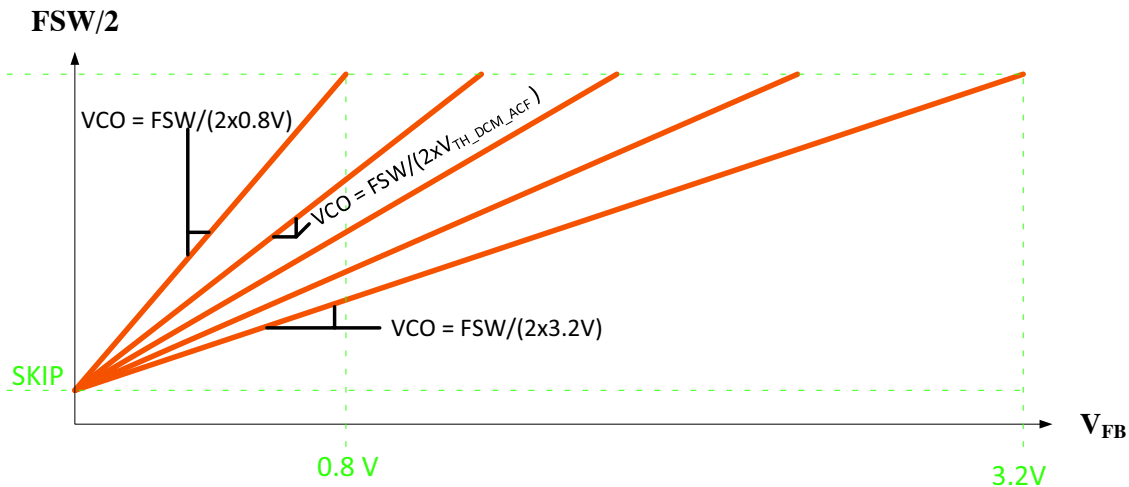 FSW/2
VCO = FSW/(2x0.8V)
VCO = FSW/(2xVTH_DCM_ACF)
VCO = FSW/(2x3.2V)
SKIP
VFB
0.8 V
3.2V